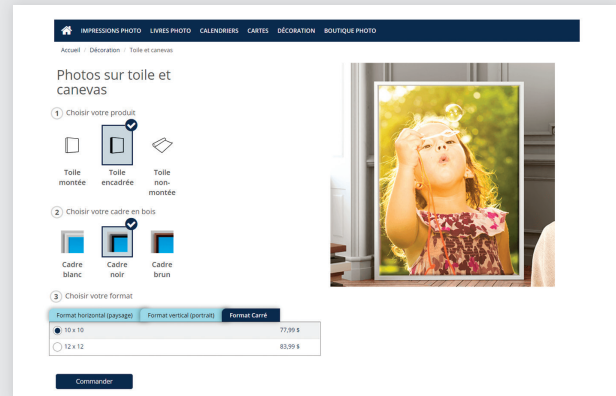 IMPRESSIONS PHOTO LIVRES PHOTO CALENDRIERS CARTES DÉCORATION BOUTIQUE PHOTO
Accueil / Décoration / Toile et canevas
Photos sur toile et
canevas
1 Choisir votre produit
Toile Toile Toile
montée encadrée non-
montée
2 Choisir votre cadre en bois
Cadre Cadre Cadre
blanc noir brun
3 Choisir votre format
Format horizontal (paysage) Format vertical (portrait) Format Carré
10 x 10 77,99 $
12 x 12 83,99 $
Commander